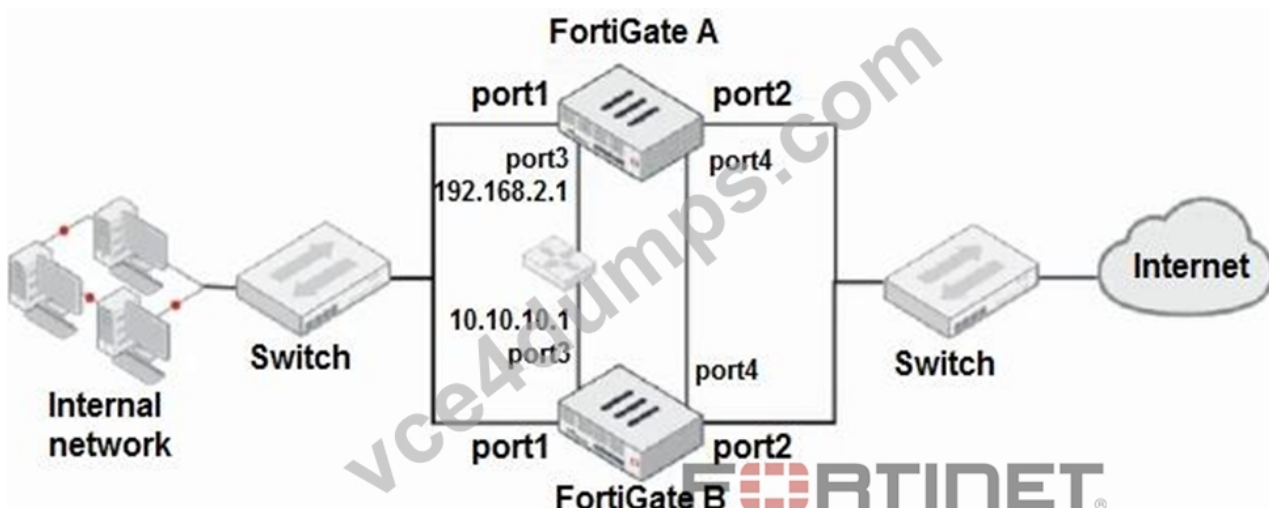 FortiGate A
port1
port2
port3
port4
192.168.2.1
Internet
10.10.10.1
port3
port4
Switch
Switch
Internal
network
port1
port2
FortiGate B
FORTINET®
vce4dumps.com